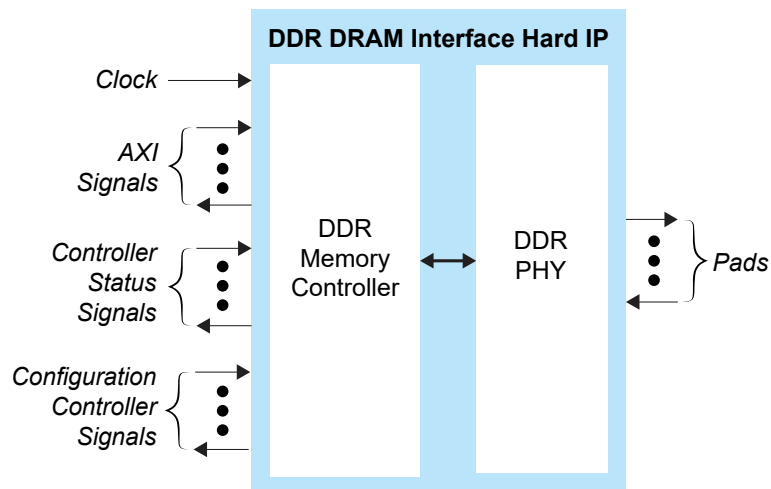 DDR DRAM Interface Hard IP
Clock
AXI
Signals
Controller
Status
Signals
Configuration
Controller
Signals
DDR
Memory
Controller
DDR
PHY
Pads